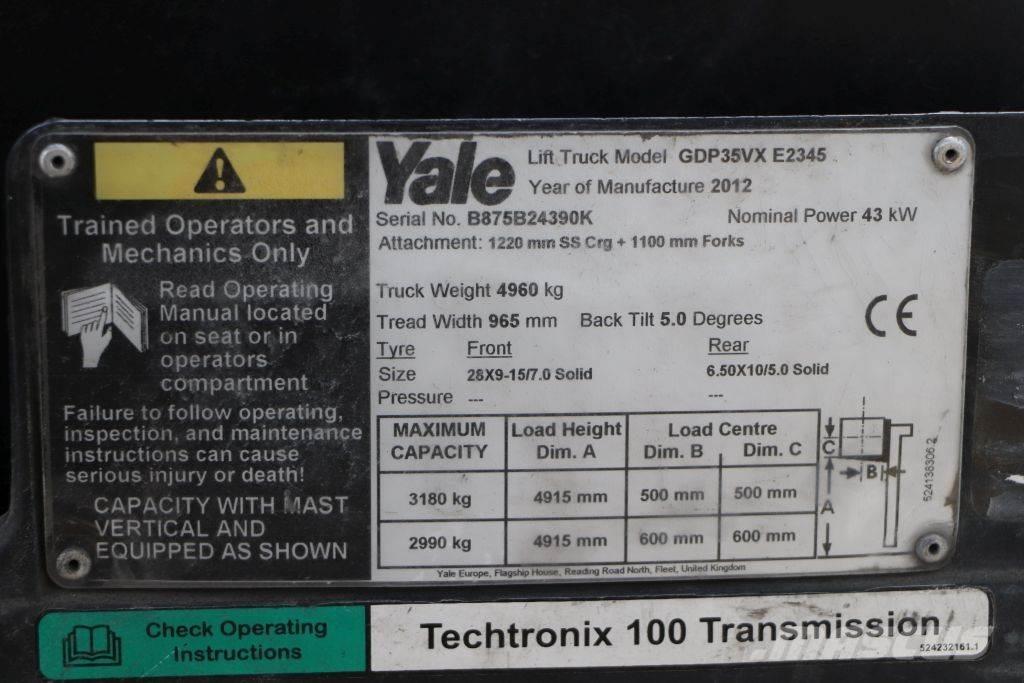 Trained Operators and
Mechanics Only
Read Operating
Manual located
on seat or in
operators
compartment
Failure to follow operating,
inspection, and maintenance
instructions can cause
serious injury or death!
CAPACITY WITH MAST
VERTICAL AND
EQUIPPED AS SHOWN
Yale Lift Truck Model GDP35VX E2345
Year of Manufacture 2012
Serial No. B875B24390K Nominal Power 43 kW
Attachment: 1220 mm SS Crg + 1100 mm Forks
Truck Weight 4960 kg
Tread Width 965 mm Back Tilt 5.0 Degrees
CE
Tyre Front Rear
Size 28X9-15/7.0 Solid 6.50X10/5.0 Solid
Pressure --- ---
MAXIMUM Load Height Load Centre
CAPACITY Dim. A Dim. B Dim. C
3180 kg 4915 mm 500 mm 500 mm
2990 kg 4915 mm 600 mm 600 mm
C
B
A
524138306.2
Yale Europe, Flagship House, Reading Road North, Fleet, United Kingdom
Check Operating
Instructions
Techtronix 100 Transmission
524232161.1